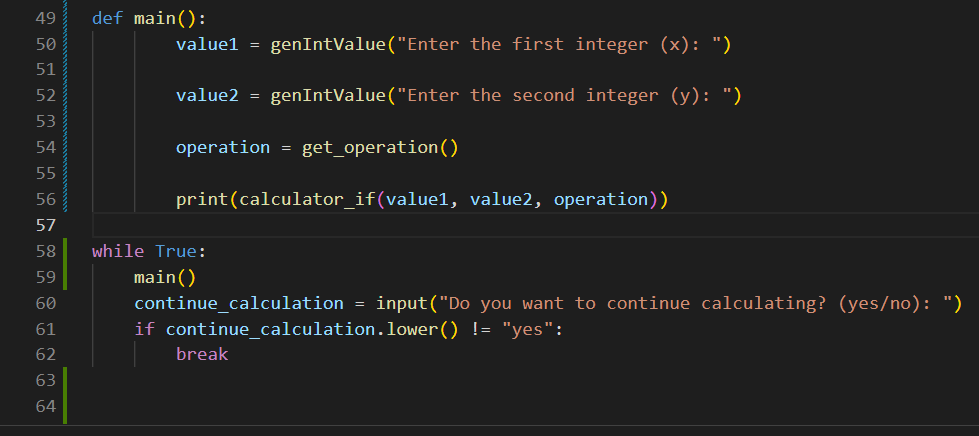 49 def main():
50 value1 = genIntValue("Enter the first integer (x): ")
51
52 value2 = genIntValue("Enter the second integer (y): ")
53
54 operation = get_operation()
55
56 print(calculator_if(value1, value2, operation))
57
58 while True:
59 main()
60 continue_calculation = input("Do you want to continue calculating? (yes/no): ")
61 if continue_calculation.lower() != "yes":
62 break
63
64